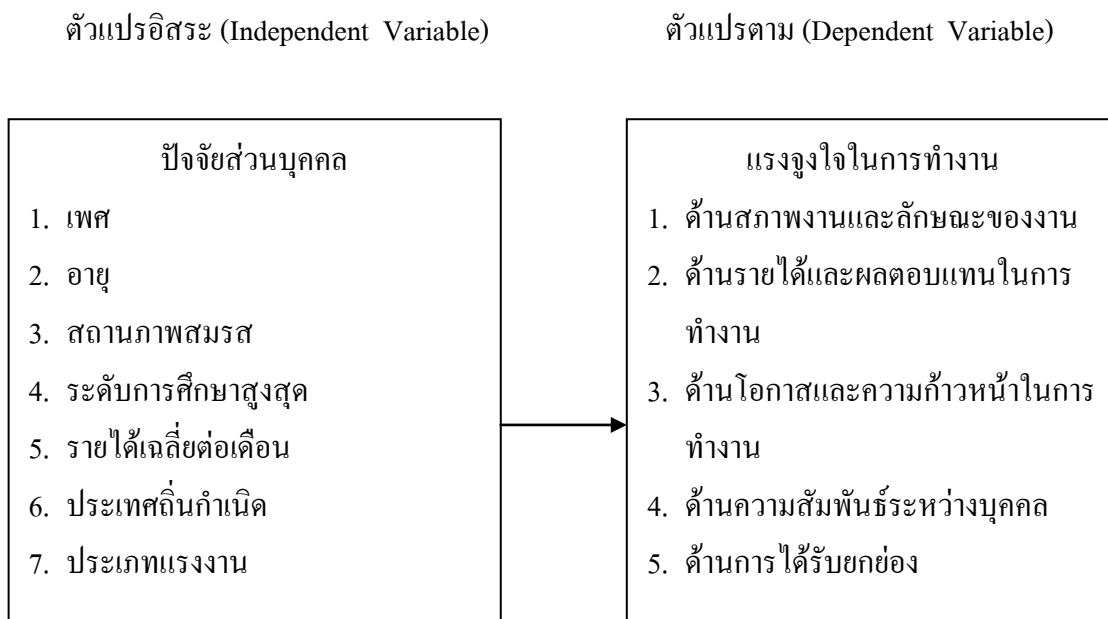 ตัวแปรอิสระ (Independent Variable)
ตัวแปรตาม (Dependent Variable)
ปัจจัยส่วนบุคคล
1. เพศ
2. อายุ
3. สถานภาพสมรส
4. ระดับการศึกษาสูงสุด
5. รายได้เฉลี่ยต่อเดือน
6. ประเทศถิ่นกำเนิด
7. ประเภทแรงงาน
แรงจูงใจในการทำงาน
1. ด้านสภาพงานและลักษณะของงาน
2. ด้านรายได้และผลตอบแทนในการ
ทำงาน
3. ด้านโอกาสและความก้าวหน้าในการ
ทำงาน
4. ด้านความสัมพันธ์ระหว่างบุคคล
5. ด้านการได้รับยกย่อง